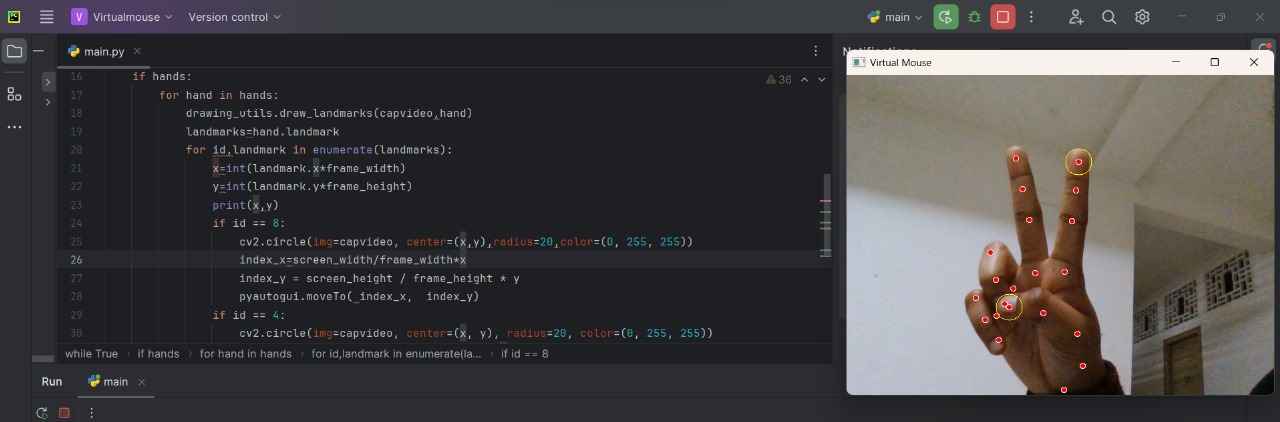 PC V Virtualmouse Version control main
main.py
Notifications
Virtual Mouse
36
16 if hands:
17 for hand in hands:
18 drawing_utils.draw_landmarks(capvideo,hand)
19 landmarks=hand.landmark
20 for id,landmark in enumerate(landmarks):
21 x=int(landmark.x*frame_width)
22 y=int(landmark.y*frame_height)
23 print(x,y)
24 if id == 8:
25 cv2.circle(img=capvideo, center=(x,y),radius=20,color=(0, 255, 255))
26 index_x=screen_width/frame_width*x
27 index_y = screen_height / frame_height * y
28 pyautogui.moveTo( index_x, index_y)
29 if id == 4:
30 cv2.circle(img=capvideo, center=(x, y), radius=20, color=(0, 255, 255))
while True › if hands › for hand in hands › for id,landmark in enumerate(la... › if id == 8
Run main